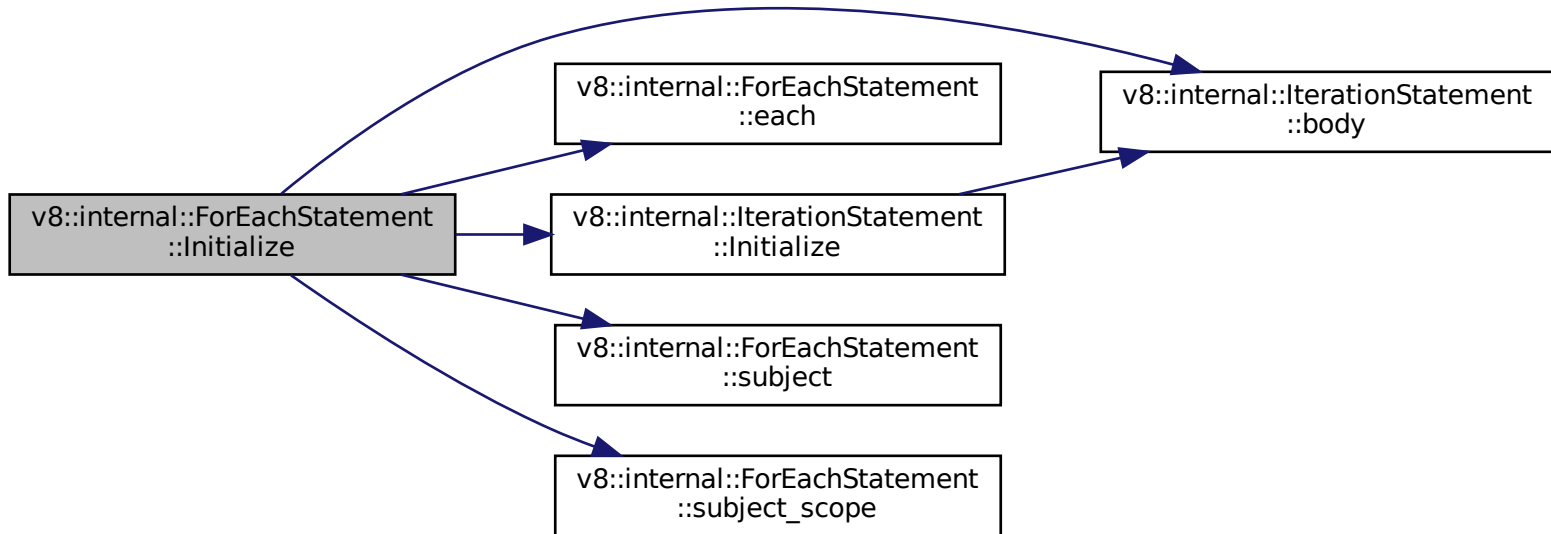 v8::internal::ForEachStatement
::Initialize
v8::internal::ForEachStatement
::each
v8::internal::IterationStatement
::Initialize
v8::internal::ForEachStatement
::subject
v8::internal::ForEachStatement
::subject_scope
v8::internal::IterationStatement
::body